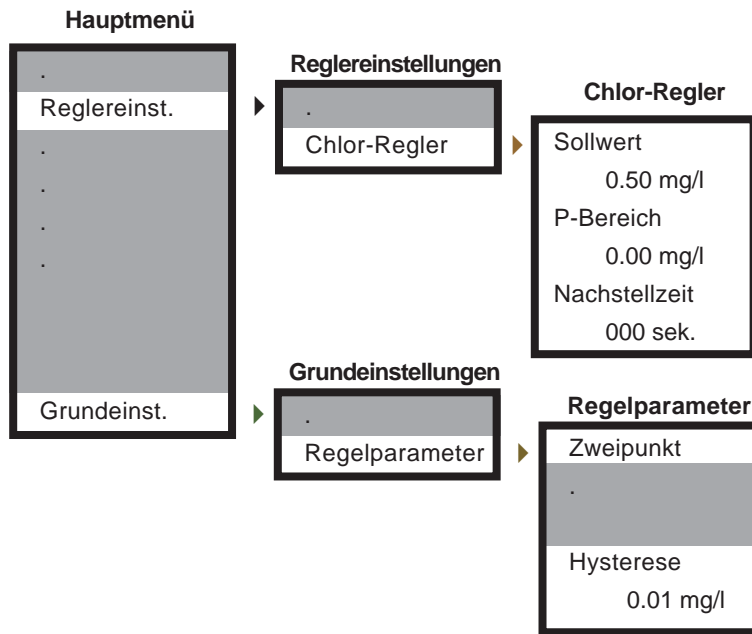 Hauptmenü
.
Reglereinst.
.
.
.
.
Grundeinst.
Reglereinstellungen
.
Chlor-Regler
Chlor-Regler
Sollwert
0.50 mg/l
P-Bereich
0.00 mg/l
Nachstellzeit
000 sek.
Grundeinstellungen
.
Regelparameter
Regelparameter
Zweipunkt
.
Hysterese
0.01 mg/l